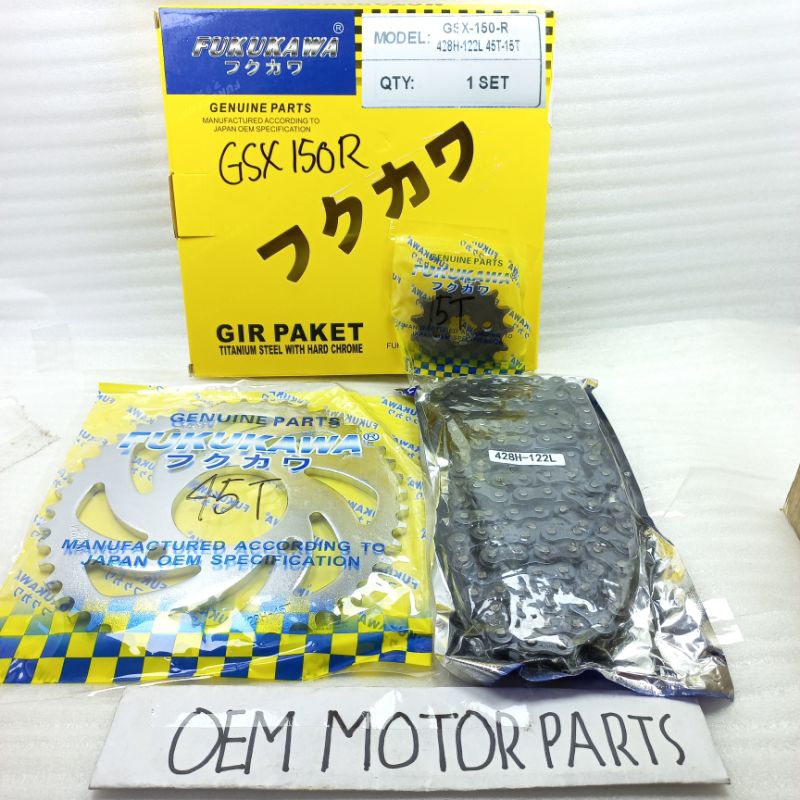 FUKUKAWA®
フクカワ
MODEL: GSX-150-R
428H-122L 45T-15T
QTY: 1 SET
GENUINE PARTS
MANUFACTURED ACCORDING TO
JAPAN OEM SPECIFICATION
GSX 150R
フクカワ
GIR PAKET
TITANIUM STEEL WITH HARD CHROME
GENUINE PARTS
FUKUKAWA
フクカワ
15T
GENUINE PARTS
FUKUKAWA®
フクカワ
45T
MANUFACTURED ACCORDING TO
JAPAN OEM SPECIFICATION
428H-122L
OEM MOTOR PARTS